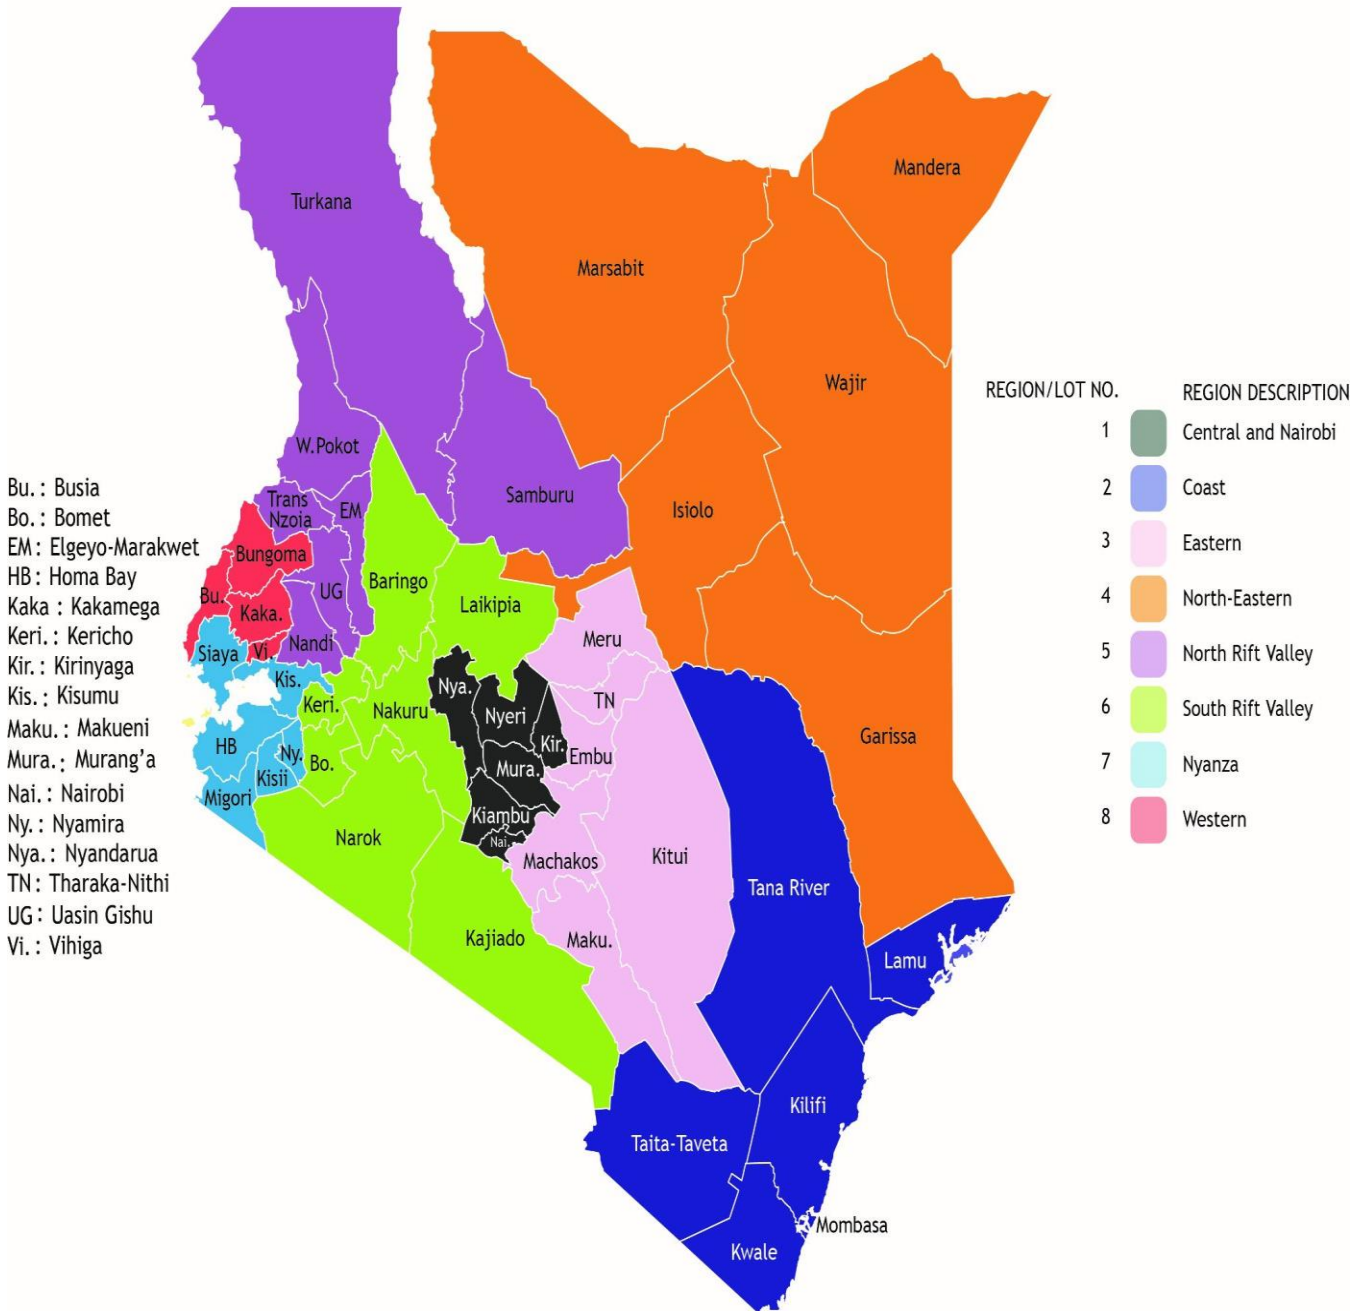 Turkana
Mandera
Marsabit
Wajir
W.Pokot
Samburu
Isiolo
Trans
Nzoia
EM
Bungoma
Baringo
UG
Bu.
Kaka.
Laikipia
Nandi
Vi.
Siaya
Meru
Kis.
Keri.
Nya.
TN
Nakuru
Nyeri
Kir.
Garissa
HB
Ny.
Bo.
Embu
Kisii
Mura.
Migori
Kiambu
Narok
Nai.
Machakos
Kitui
Tana River
Kajiado
Maku.
Lamu
Kilifi
Taita-Taveta
Mombasa
Kwale
Bu. : Busia
Bo. : Bomet
EM : Elgeyo-Marakwet
HB : Homa Bay
Kaka : Kakamega
Keri. : Kericho
Kir. : Kirinyaga
Kis. : Kisumu
Maku. : Makueni
Mura. : Murang'a
Nai. : Nairobi
Ny. : Nyamira
Nya. : Nyandarua
TN : Tharaka-Nithi
UG : Uasin Gishu
Vi. : Vihiga
REGION/LOT NO. REGION DESCRIPTION
1 Central and Nairobi
2 Coast
3 Eastern
4 North-Eastern
5 North Rift Valley
6 South Rift Valley
7 Nyanza
8 Western